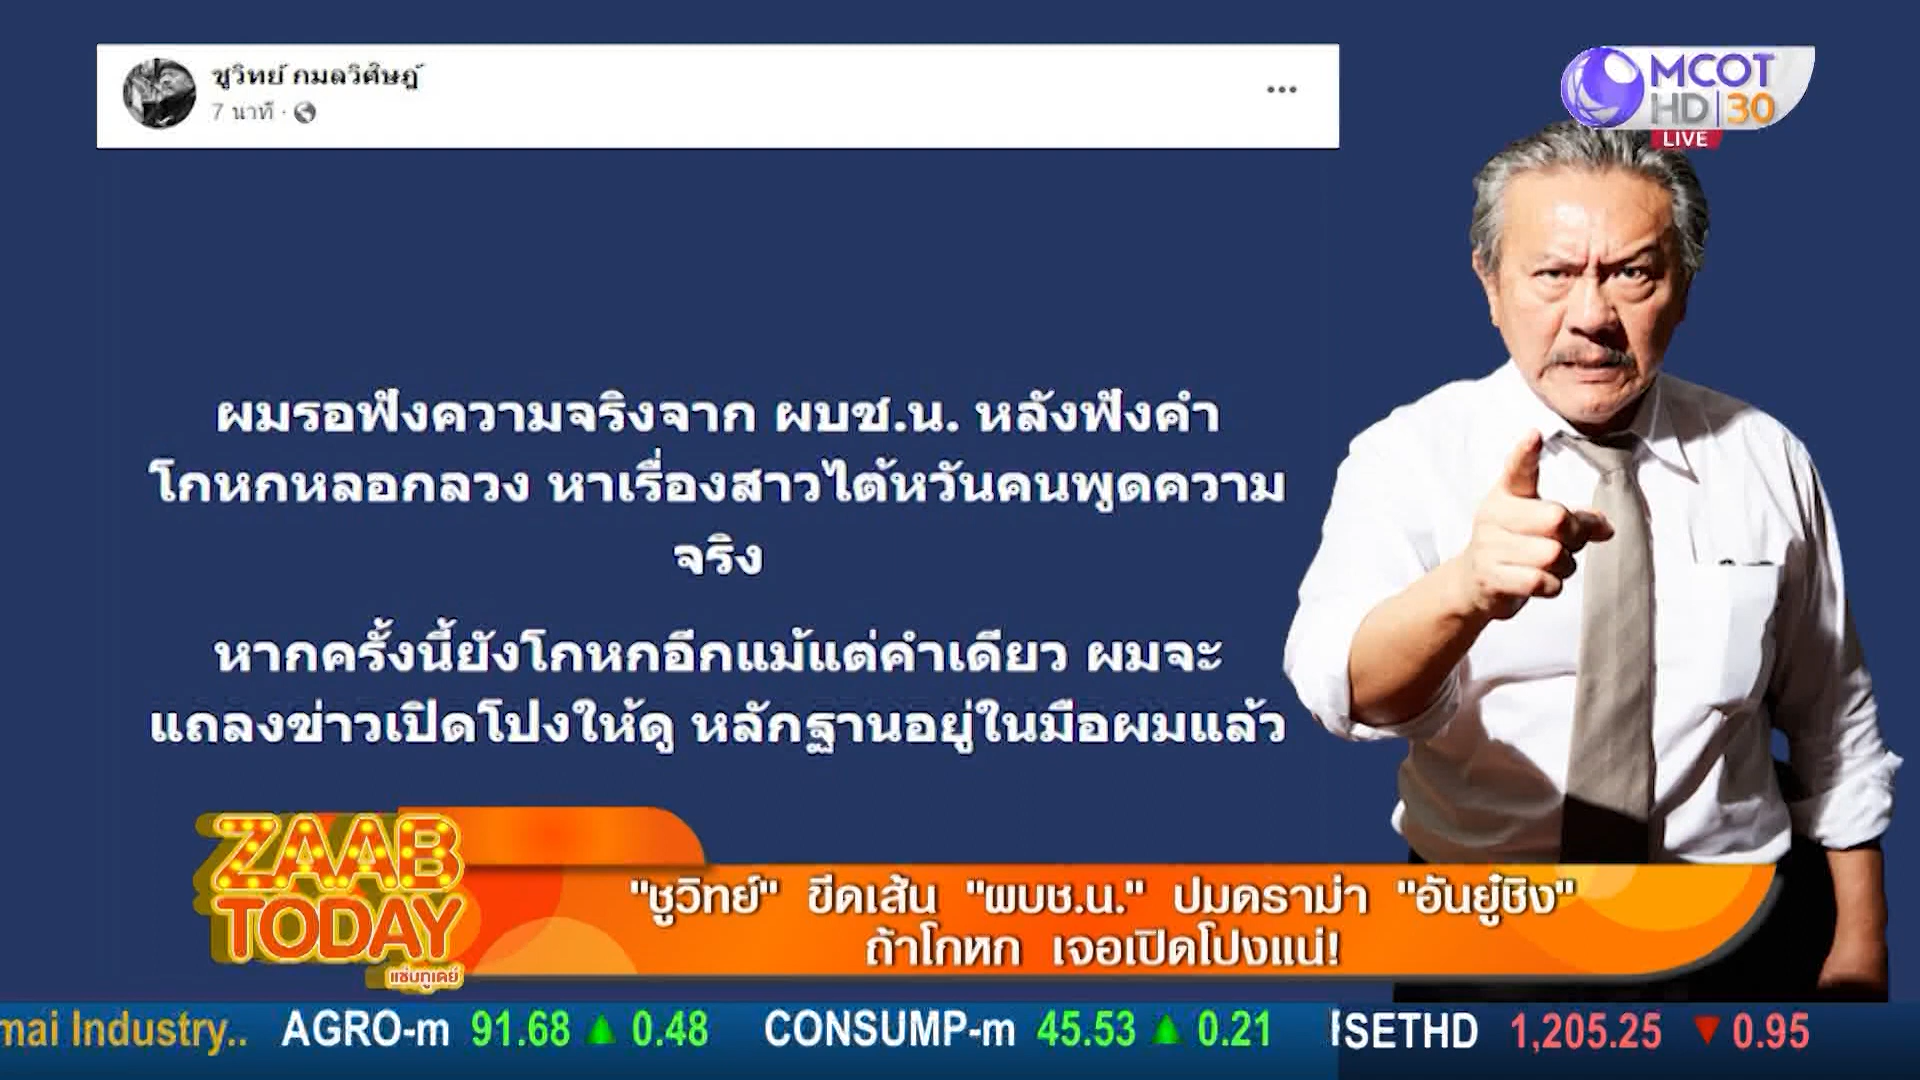 ชูวิทย์ กมลวิศิษฎ์
7 นาที ·
MCOT
HD 30
LIVE
ผมรอฟังความจริงจาก ผบช.น. หลังฟังคำ
โกหกหลอกลวง หาเรื่องสาวไต้หวันคนพูดความ
จริง
หากครั้งนี้ยังโกหกอีกแม้แต่คำเดียว ผมจะ
แถลงข่าวเปิดโปงให้ดู หลักฐานอยู่ในมือผมแล้ว
ZAAB
TODAY
แซ่บทูเดย์
"ชูวิทย์" ขีดเส้น "ผบช.น." ปมดราม่า "อันยู๋ชิง"
ถ้าโกหก เจอเปิดโปงแน่!
mai Industry.. AGRO-m 91.68 ▲ 0.48 CONSUMP-m 45.53 ▲ 0.21 SETHD 1,205.25 ▼ 0.95